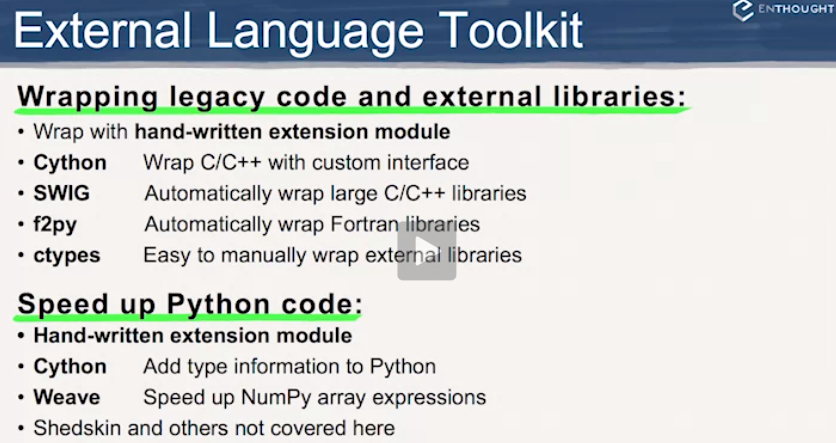 ENTHOUGHT
External Language Toolkit
Wrapping legacy code and external libraries:
• Wrap with hand-written extension module
• Cython Wrap C/C++ with custom interface
• SWIG Automatically wrap large C/C++ libraries
• f2py Automatically wrap Fortran libraries
• ctypes Easy to manually wrap external libraries
Speed up Python code:
• Hand-written extension module
• Cython Add type information to Python
• Weave Speed up NumPy array expressions
• Shedskin and others not covered here